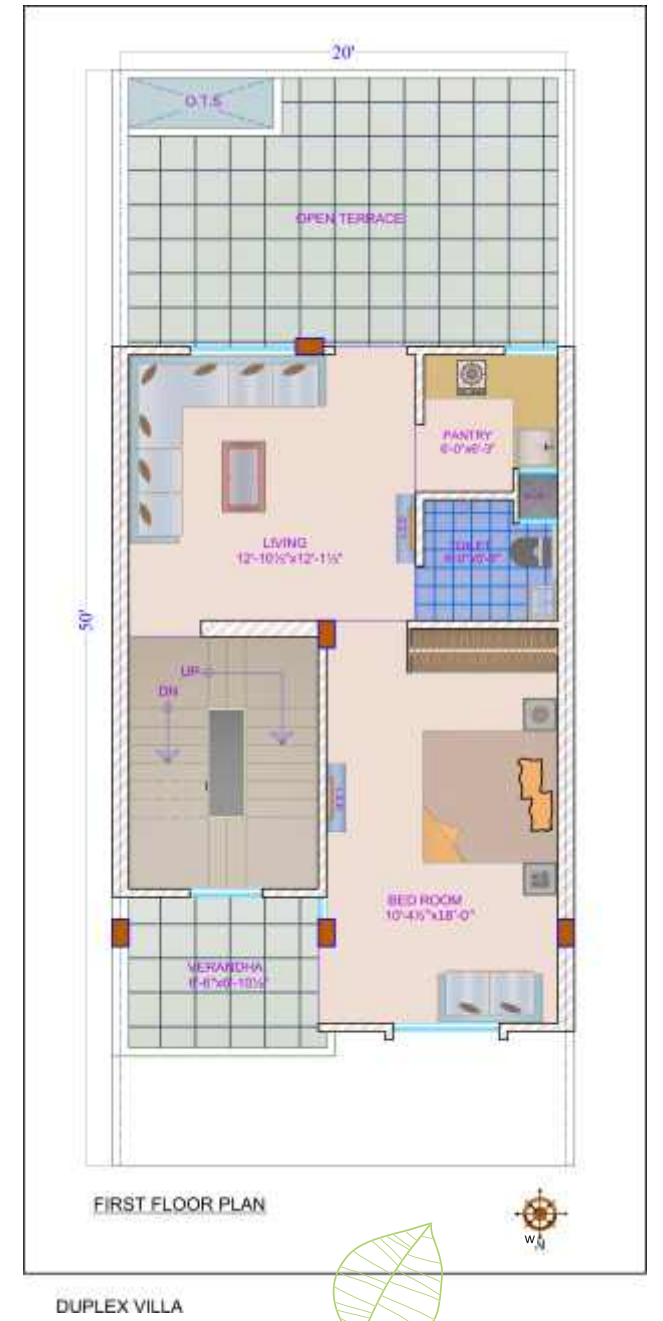 20'
O.T.S
OPEN TERRACE
PANTRY
6'-0"x6'-3"
LIVING
12'-10½"x12'-1½"
TOILET
50'
UP
DN
BED ROOM
10'-4½"x18'-0"
VERANDHA
FIRST FLOOR PLAN
W
N
DUPLEX VILLA